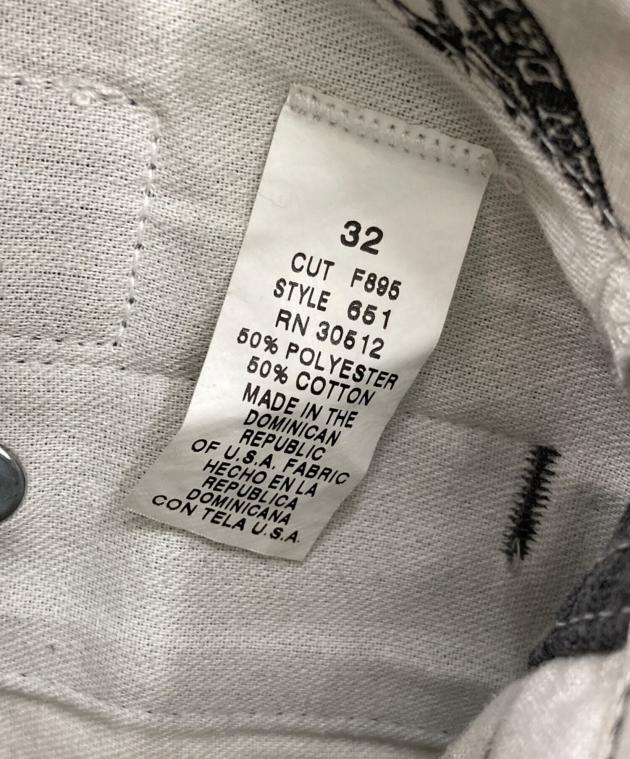 32
CUT F895
STYLE 651
RN 30512
50% POLYESTER
50% COTTON
MADE IN THE
DOMINICAN
REPUBLIC
OF U.S.A. FABRIC
HECHO EN LA
REPUBLICA
DOMINICANA
CON TELA U.S.A.